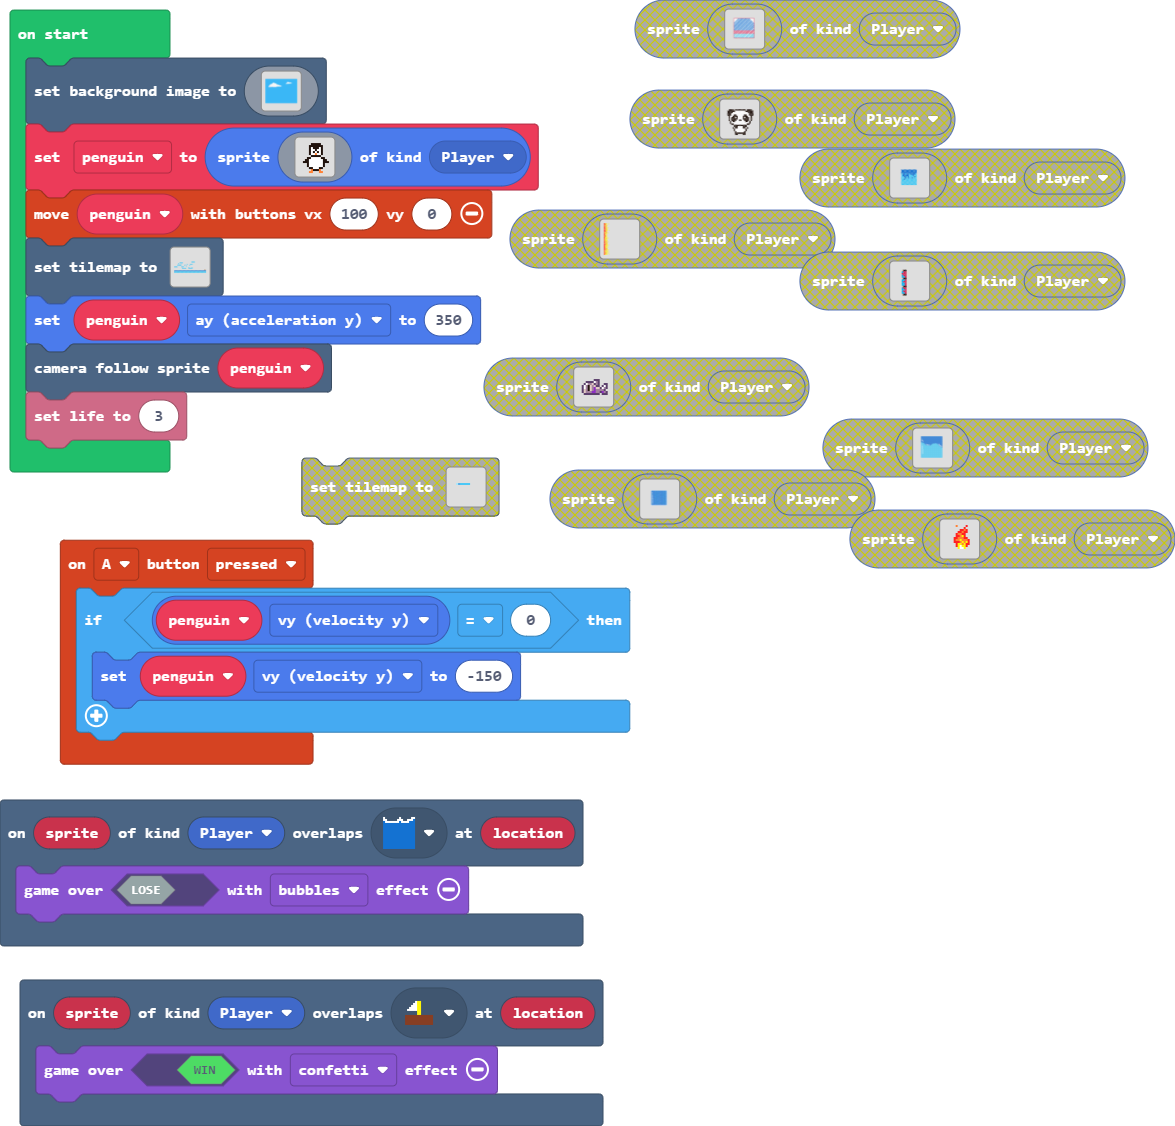 on start
set background image to
set penguin to sprite of kind Player
move penguin with buttons vx 100 vy 0
set tilemap to
set penguin ay (acceleration y) to 350
camera follow sprite penguin
set life to 3
sprite of kind Player
sprite of kind Player
sprite of kind Player
sprite of kind Player
sprite of kind Player
sprite of kind Player
sprite of kind Player
sprite of kind Player
sprite of kind Player
set tilemap to
on A button pressed
if penguin vy (velocity y) = 0 then
set penguin vy (velocity y) to -150
on sprite of kind Player overlaps at location
game over LOSE with bubbles effect
on sprite of kind Player overlaps at location
game over WIN with confetti effect